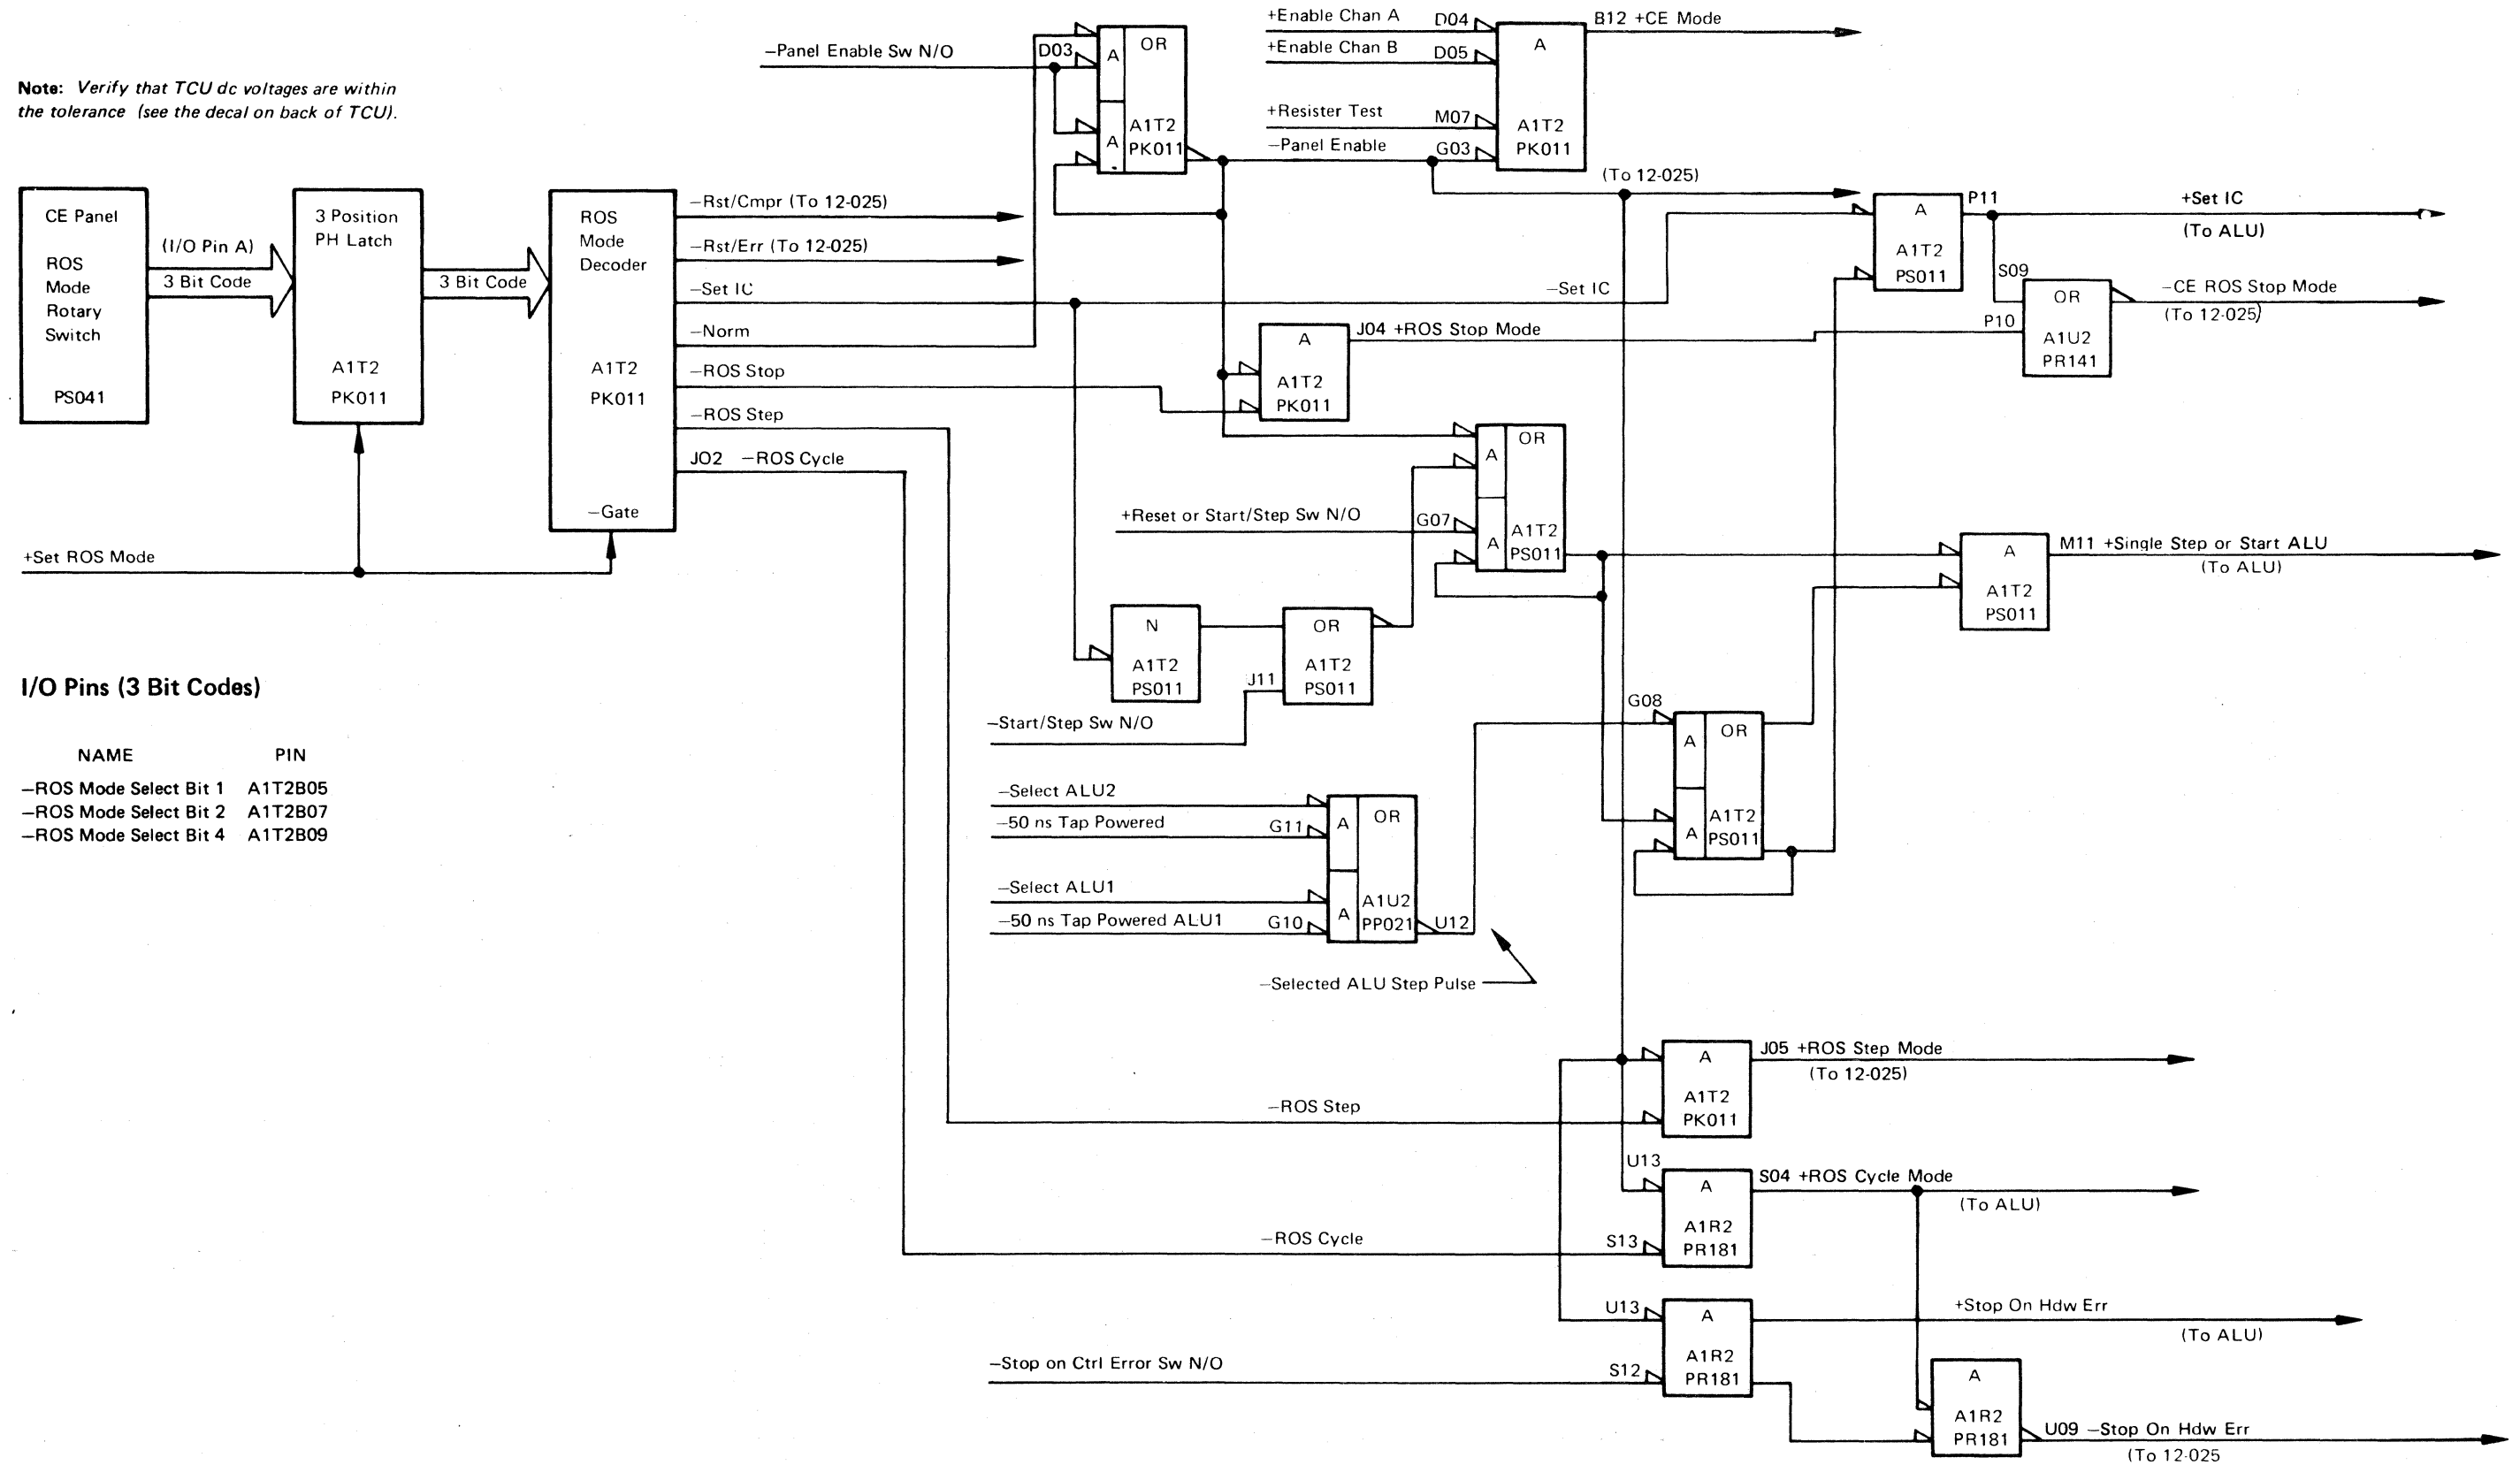 Note: Verify that TCU dc voltages are within
the tolerance (see the decal on back of TCU).
CE Panel
ROS
Mode
Rotary
Switch
PS041
(I/O Pin A)
3 Bit Code
3 Position
PH Latch
A1T2
PK011
3 Bit Code
ROS
Mode
Decoder
A1T2
PK011
—Gate
+Set ROS Mode
—Rst/Cmpr (To 12-025)
—Rst/Err (To 12-025)
—Set IC
—Set IC
—Norm
—ROS Stop
—ROS Step
JO2 —ROS Cycle
—Panel Enable Sw N/O
D03
A
OR
A
A1T2
PK011
+Enable Chan A
D04
+Enable Chan B
D05
+Resister Test
M07
—Panel Enable
G03
A
A1T2
PK011
B12 +CE Mode
(To 12-025)
A
A1T2
PS011
P11
+Set IC
(To ALU)
S09
P10
OR
A1U2
PR141
—CE ROS Stop Mode
(To 12-025)
A
A1T2
PK011
J04 +ROS Stop Mode
A
OR
A
A1T2
PS011
+Reset or Start/Step Sw N/O
G07
A
A1T2
PS011
M11 +Single Step or Start ALU
(To ALU)
N
A1T2
PS011
OR
A1T2
PS011
J11
—Start/Step Sw N/O
G08
A
OR
A
A1T2
PS011
—Select ALU2
—50 ns Tap Powered
G11
—Select ALU1
—50 ns Tap Powered ALU1
G10
A
OR
A
A1U2
PP021
U12
—Selected ALU Step Pulse
I/O Pins (3 Bit Codes)
NAME PIN
—ROS Mode Select Bit 1 A1T2B05
—ROS Mode Select Bit 2 A1T2B07
—ROS Mode Select Bit 4 A1T2B09
—ROS Step
A
A1T2
PK011
J05 +ROS Step Mode
(To 12-025)
U13
—ROS Cycle
S13
A
A1R2
PR181
S04 +ROS Cycle Mode
(To ALU)
U13
—Stop on Ctrl Error Sw N/O
S12
A
A1R2
PR181
+Stop On Hdw Err
(To ALU)
A
A1R2
PR181
U09 —Stop On Hdw Err
(To 12-025